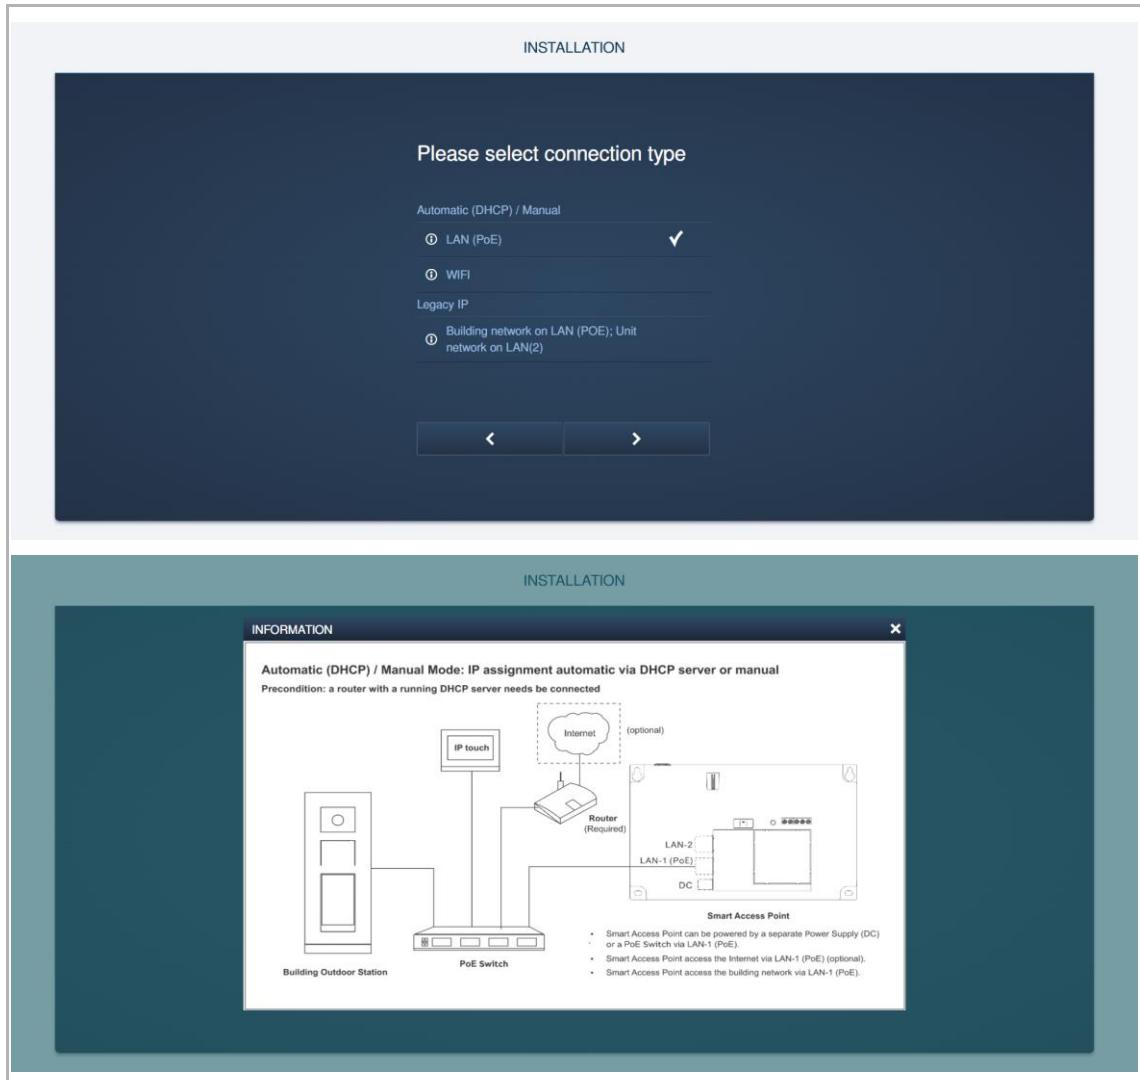 INSTALLATION
Please select connection type
Automatic (DHCP) / Manual
LAN (PoE)
WIFI
Legacy IP
Building network on LAN (POE); Unit
network on LAN(2)
INSTALLATION
INFORMATION
Automatic (DHCP) / Manual Mode: IP assignment automatic via DHCP server or manual
Precondition: a router with a running DHCP server needs be connected
Internet
(optional)
IP touch
Router
(Required)
LAN-2
LAN-1 (PoE)
DC
Smart Access Point
PoE Switch
Building Outdoor Station
• Smart Access Point can be powered by a separate Power Supply (DC)
or a PoE Switch via LAN-1 (PoE).
• Smart Access Point access the Internet via LAN-1 (PoE) (optional).
• Smart Access Point access the building network via LAN-1 (PoE).